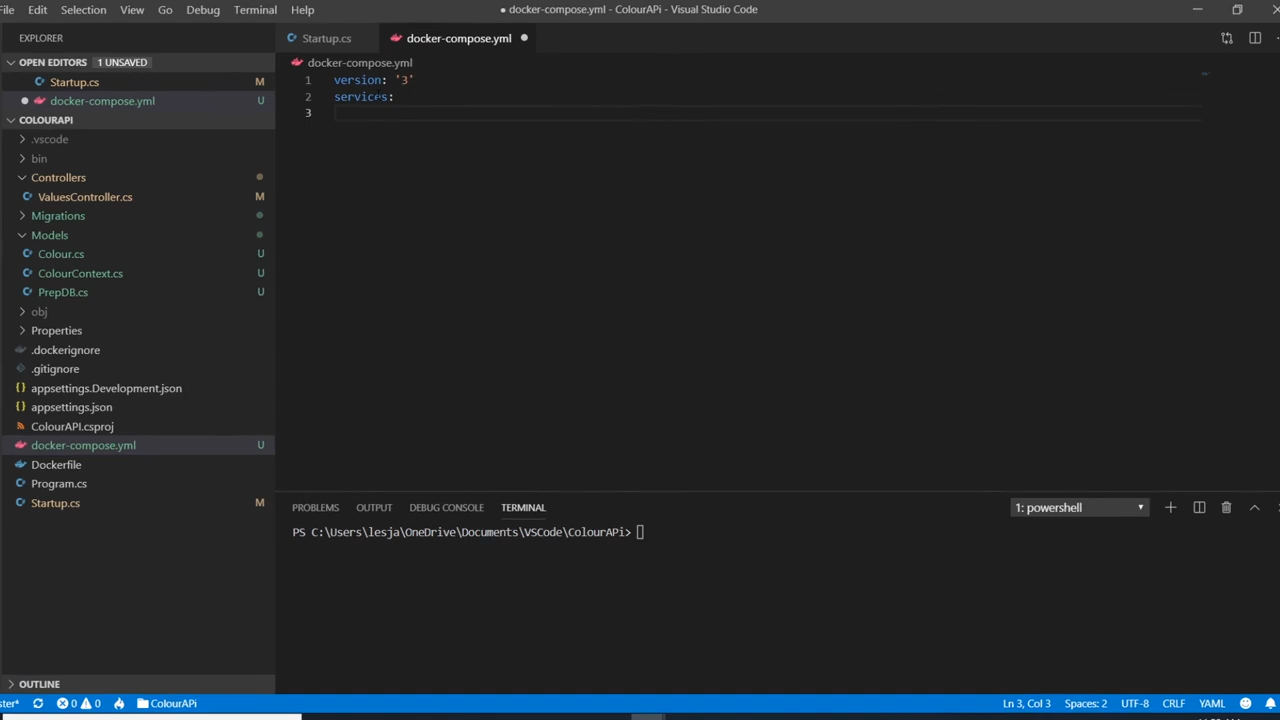 File Edit Selection View Go Debug Terminal Help
● docker-compose.yml - ColourAPi - Visual Studio Code
EXPLORER
OPEN EDITORS 1 UNSAVED
Startup.cs M
docker-compose.yml U
COLOURAPI
.vscode
bin
Controllers
ValuesController.cs M
Migrations
Models
Colour.cs U
ColourContext.cs U
PrepDB.cs U
obj
Properties
.dockerignore
.gitignore
appsettings.Development.json
appsettings.json
ColourAPI.csproj
docker-compose.yml U
Dockerfile
Program.cs
Startup.cs M
OUTLINE
Startup.cs
docker-compose.yml
docker-compose.yml
1 version: '3'
2 services:
3
PROBLEMS OUTPUT DEBUG CONSOLE TERMINAL
1: powershell
PS C:\Users\lesja\OneDrive\Documents\VSCode\ColourAPi>
ster* 0 0 ColourAPi
Ln 3, Col 3 Spaces: 2 UTF-8 CRLF YAML